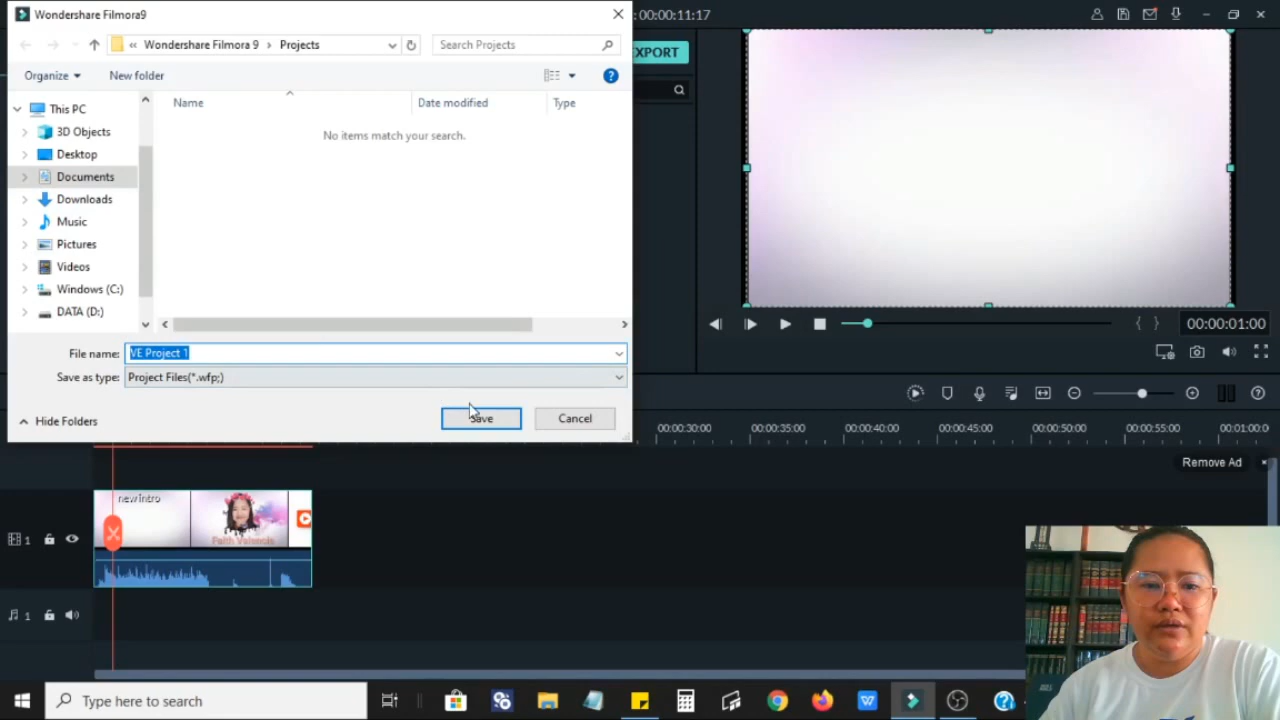 Wondershare Filmora9
: 00:00:11:17
Wondershare Filmora 9
Projects
Search Projects
EXPORT
Organize
New folder
Name
Date modified
Type
No items match your search.
This PC
3D Objects
Desktop
Documents
Downloads
Music
Pictures
Videos
Windows (C:)
DATA (D:)
00:00:01:00
File name:
VE Project 1
Save as type:
Project Files(*.wfp;)
Hide Folders
Save
Cancel
00:00:30:00
00:00:35:00
00:00:40:00
00:00:45:00
00:00:50:00
00:00:55:00
00:01:00:0
Remove Ad
new intro
1
1
Type here to search